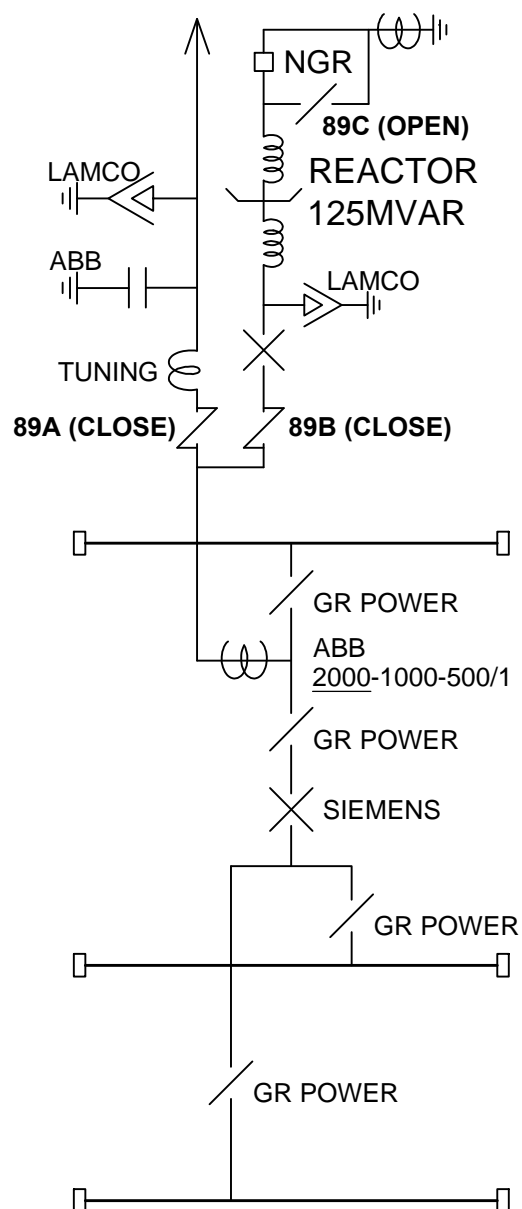 NGR
89C (OPEN)
LAMCO
REACTOR
125MVAR
ABB
LAMCO
TUNING
89A (CLOSE)
89B (CLOSE)
GR POWER
ABB
2000-1000-500/1
GR POWER
SIEMENS
GR POWER
GR POWER